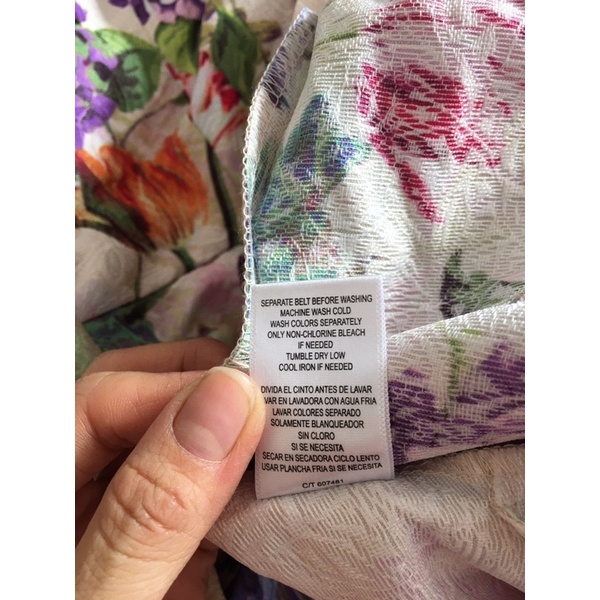 SEPARATE BELT BEFORE WASHING
MACHINE WASH COLD
WASH COLORS SEPARATELY
ONLY NON-CHLORINE BLEACH
IF NEEDED
TUMBLE DRY LOW
COOL IRON IF NEEDED
DIVIDA EL CINTO ANTES DE LAVAR
VAR EN LAVADORA CON AGUA FRIA
LAVAR COLORES SEPARADO
SOLAMENTE BLANQUEADOR
SIN CLORO
SI SE NECESITA
SECAR EN SECADORA CICLO LENTO
USAR PLANCHA FRIA SI SE NECESITA
C/T 607461